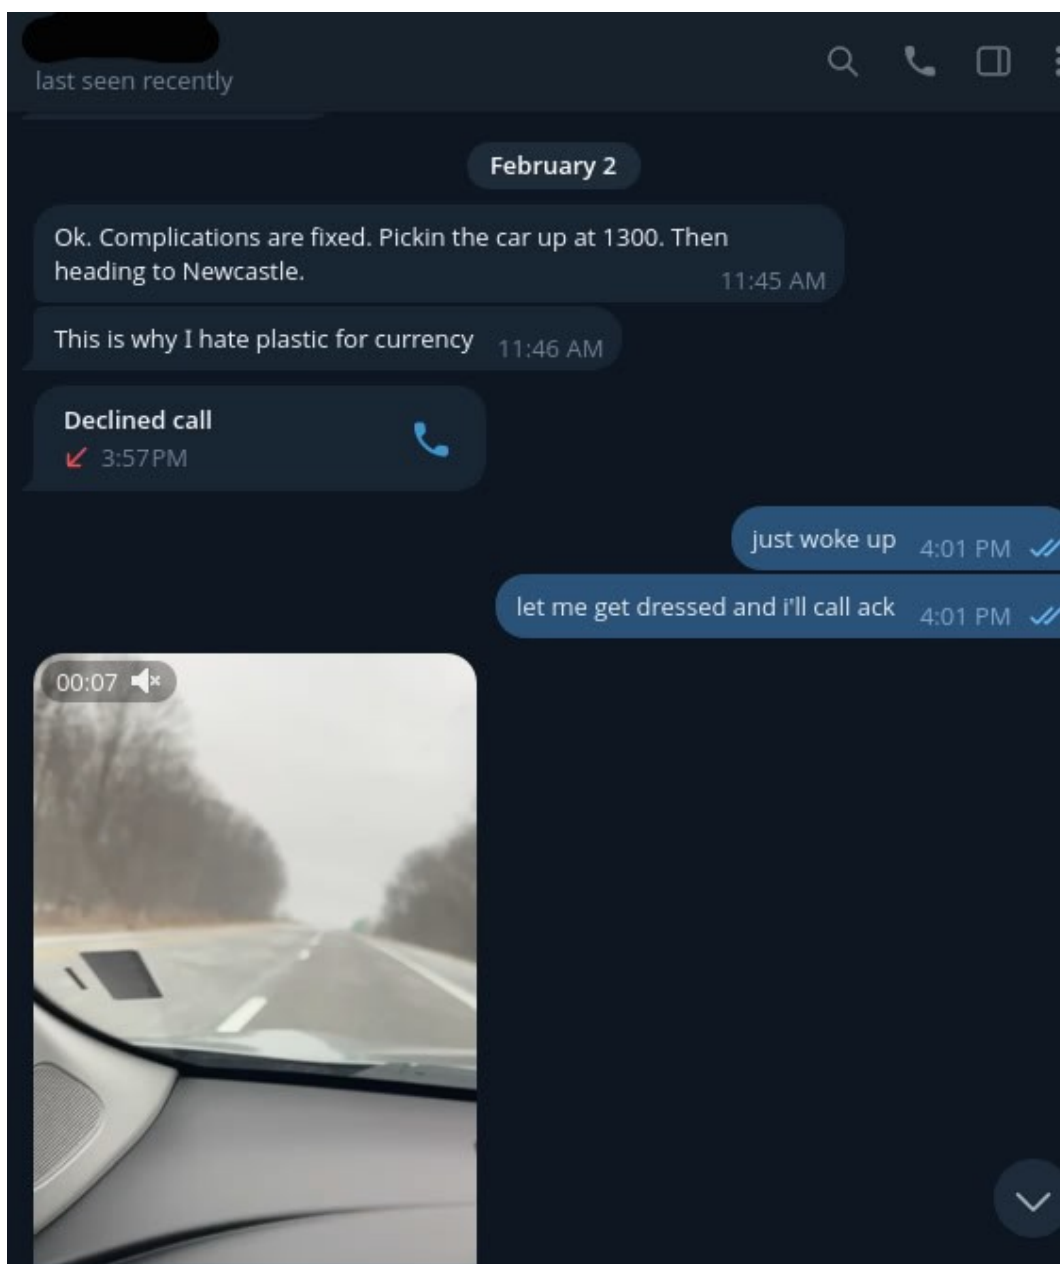 last seen recently
February 2
Ok. Complications are fixed. Pickin the car up at 1300. Then
heading to Newcastle.
11:45 AM
This is why I hate plastic for currency
11:46 AM
Declined call
3:57PM
just woke up
4:01 PM
let me get dressed and i'll call ack
4:01 PM
00:07